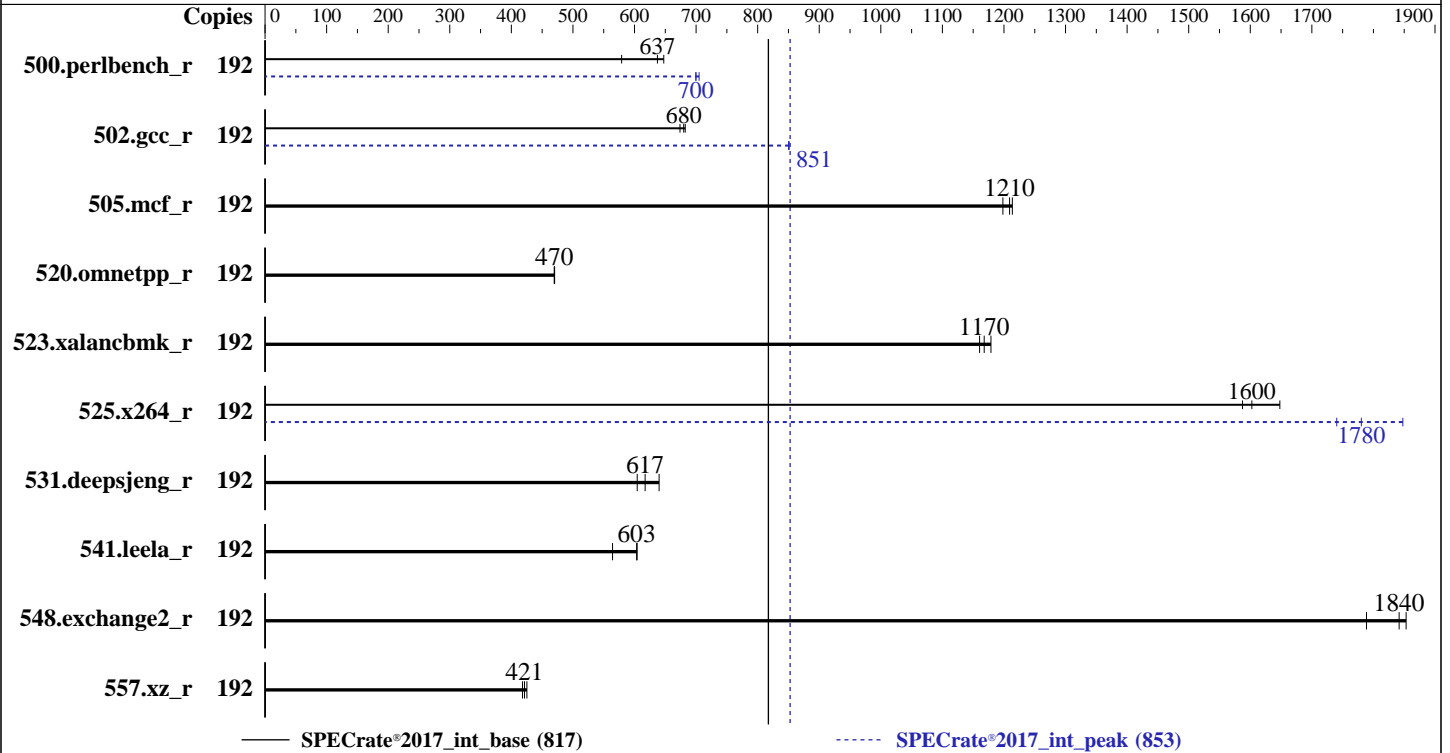 Copies 0 100 200 300 400 500 600 700 800 900 1000 1100 1200 1300 1400 1500 1600 1700 1900
637
500.perlbench_r 192
700
680
502.gcc_r 192
851
1210
505.mcf_r 192
470
520.omnetpp_r 192
1170
523.xalancbmk_r 192
1600
525.x264_r 192
1780
617
531.deepsjeng_r 192
603
541.leela_r 192
1840
548.exchange2_r 192
421
557.xz_r 192
SPECrate®2017_int_base (817) SPECrate®2017_int_peak (853)